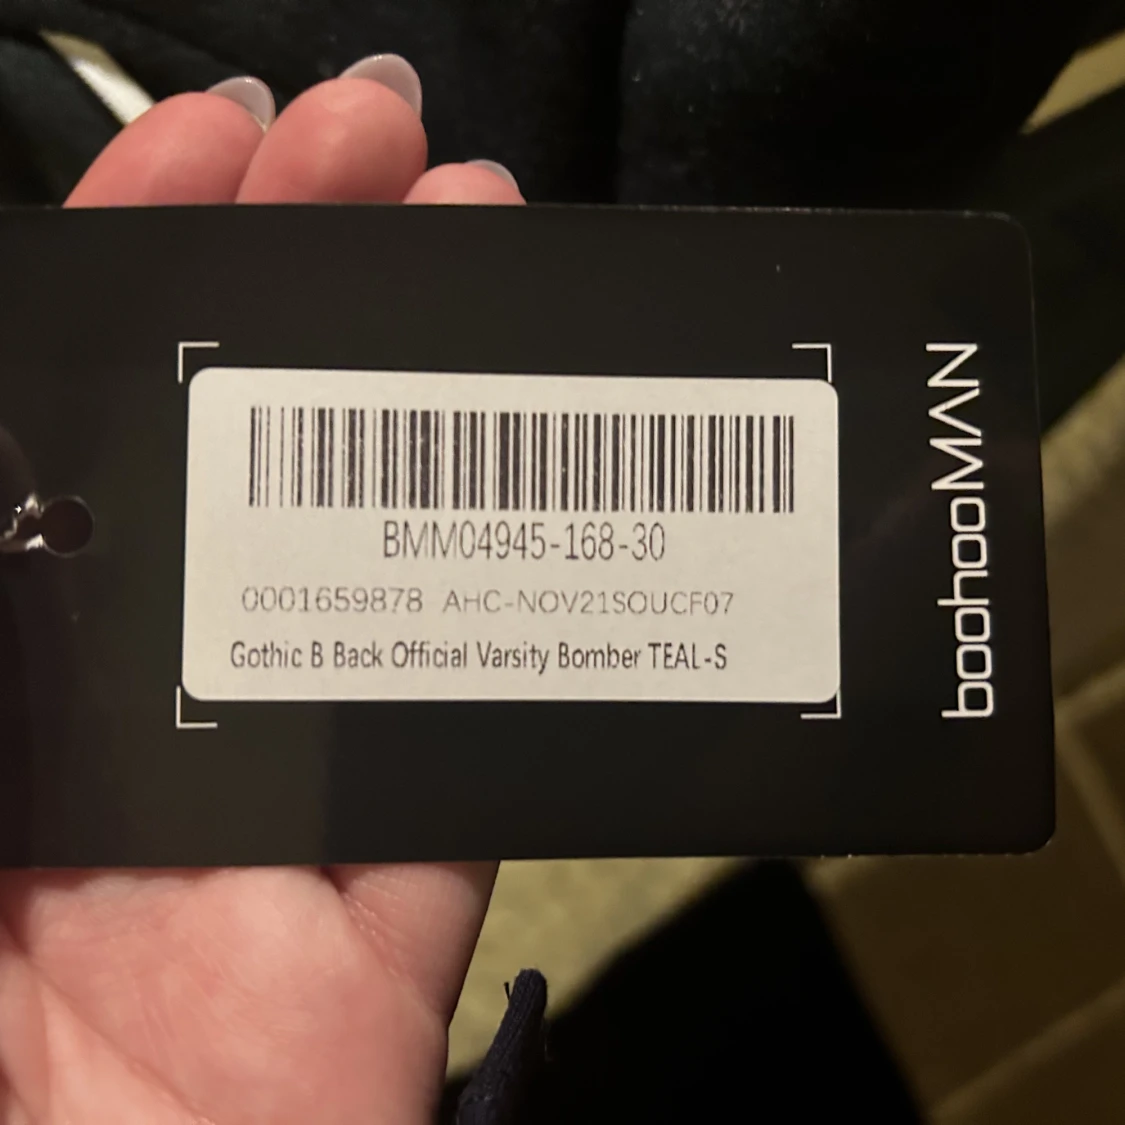 BMM04945-168-30
0001659878 AHC-NOV21SOUCF07
Gothic B Back Official Varsity Bomber TEAL-S
boohooMAN